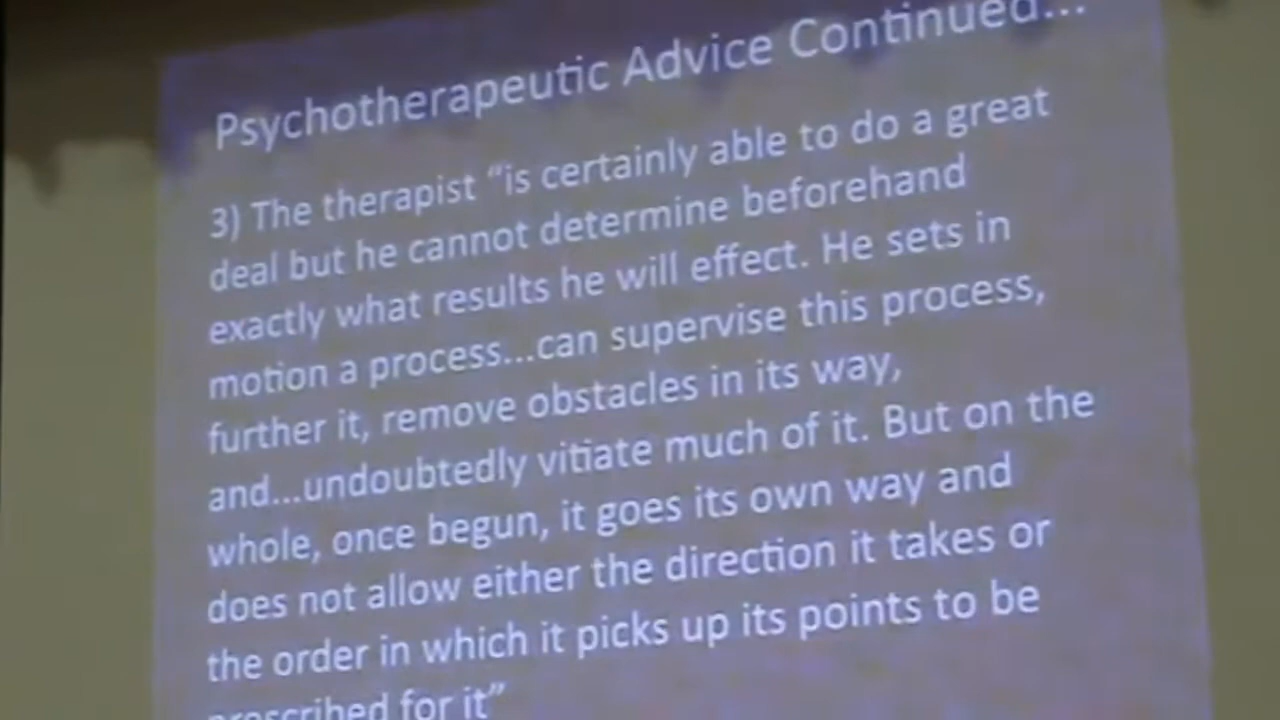 Psychotherapeutic Advice Continued...
3) The therapist “is certainly able to do a great
deal but he cannot determine beforehand
exactly what results he will effect. He sets in
motion a process...can supervise this process,
further it, remove obstacles in its way,
and...undoubtedly vitiate much of it. But on the
whole, once begun, it goes its own way and
does not allow either the direction it takes or
the order in which it picks up its points to be
prescribed for it”